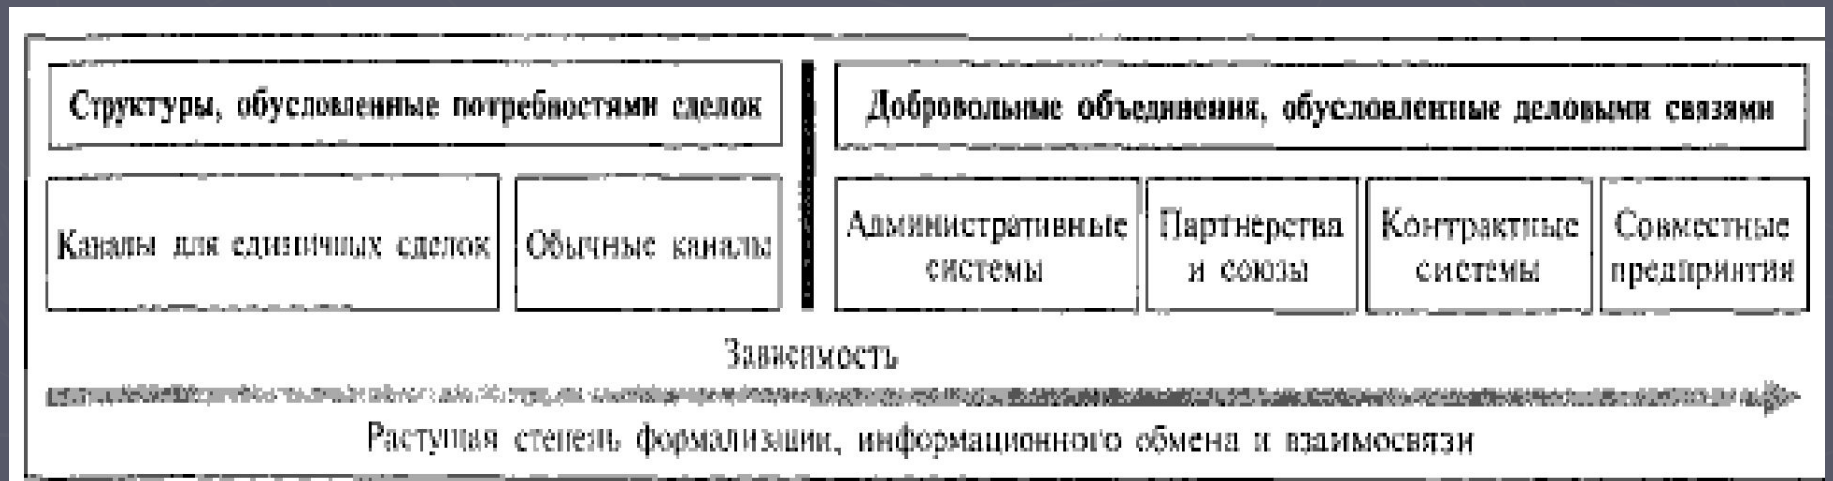 Структуры, обусловленные потребностями сделок
Добровольные объединения, обусловленные деловыми связями
Каналы для единичных сделок
Обычные каналы
Административные
системы
Партнерства
и союзы
Контрактные
системы
Совместные
предприятия
Зависимость
Растущая степень формализации, информационного обмена и взаимосвязи